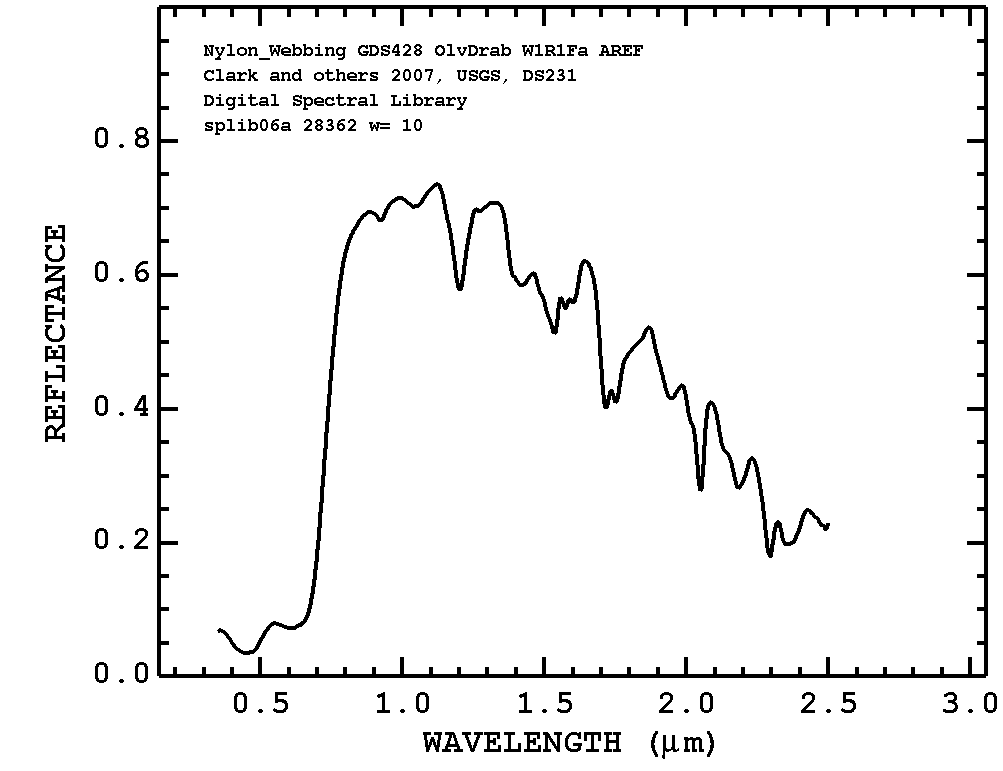 Nylon_Webbing GDS428 OlvDrab W1R1Fa AREF
Clark and others 2007, USGS, DS231
Digital Spectral Library
splib06a 28362 w= 10
0.8
0.6
0.4
0.2
0.0
REFLECTANCE
0.5 1.0 1.5 2.0 2.5 3.0
WAVELENGTH (μm)